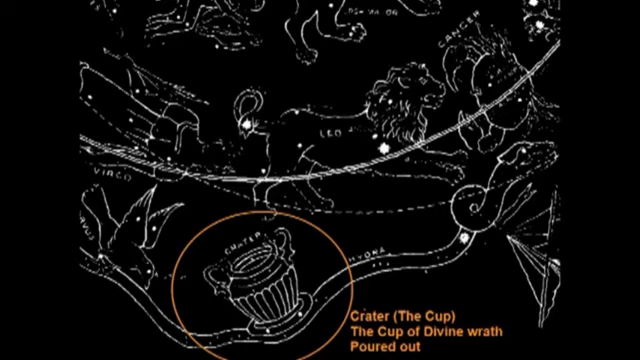 CANCER
LEO
VIRGO
CRATER
HYDRA
Crater (The Cup)
The Cup of Divine wrath
Poured out